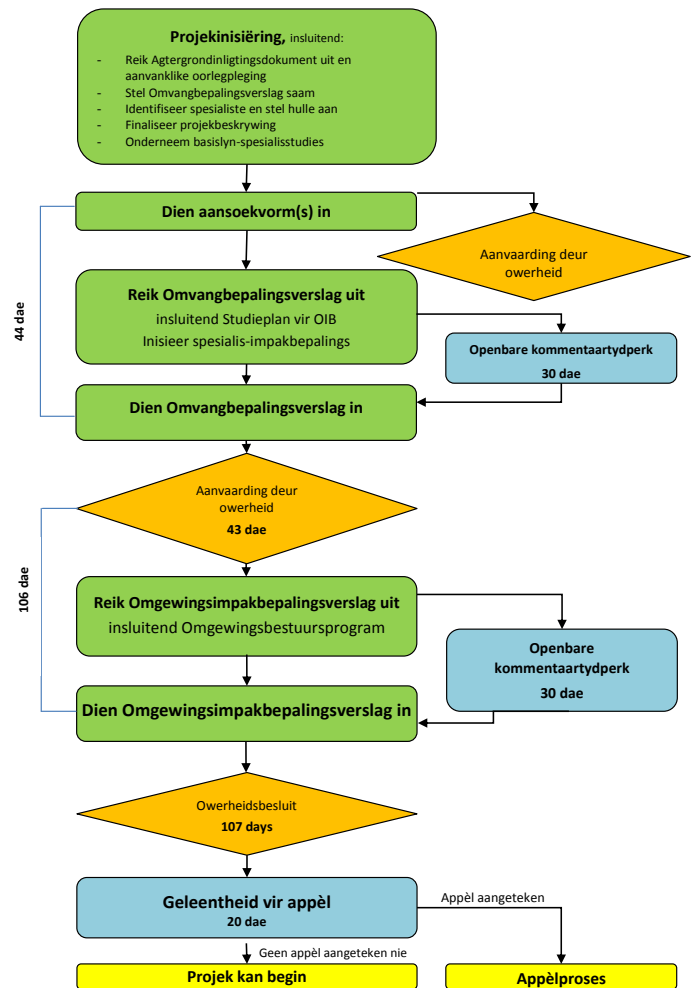 Projekinisiëring, insluitend:
- Reik Agtergrondinligtingsdokument uit en
aanvanklike oorlegpleging
- Stel Omvangbepalingsverslag saam
- Identifiseer spesialiste en stel hulle aan
- Finaliseer projekbeskrywing
- Onderneem basislyn-spesialisstudies
Dien aansoekvorm(s) in
Aanvaarding deur
owerheid
44 dae
Reik Omvangbepalingsverslag uit
insluitend Studieplan vir OIB
Inisieer spesialis-impakbepalings
Openbare kommentaartydperk
30 dae
Dien Omvangbepalingsverslag in
Aanvaarding deur
owerheid
43 dae
106 dae
Reik Omgewingsimpakbepalingsverslag uit
insluitend Omgewingsbestuursprogram
Openbare
kommentaartydperk
30 dae
Dien Omgewingsimpakbepalingsverslag in
Owerheidsbesluit
107 days
Geleentheid vir appèl
20 dae
Appèl aangeteken
Geen appèl aangeteken nie
Projek kan begin
Appèlproses